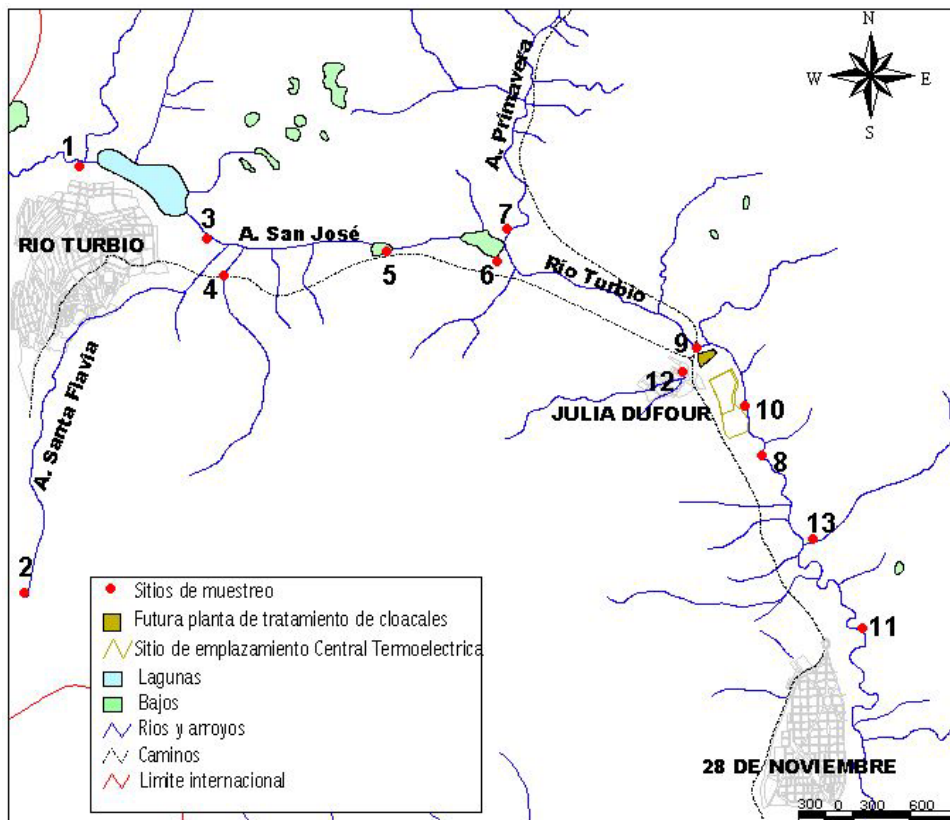 N
W E
S
A. Primavera
1
7
3
RIO TURBIO
A. San José
5
6
Rio Turbio
4
9
12
JULIA DUFOUR
10
A. Santa Flavia
8
13
2
11
Sitios de muestreo
Futura planta de tratamiento de cloacales
Sitio de emplazamiento Central Termoelectrica
Lagunas
Bajos
Rios y arroyos
Caminos
Limite internacional
28 DE NOVIEMBRE
300 0 300 600